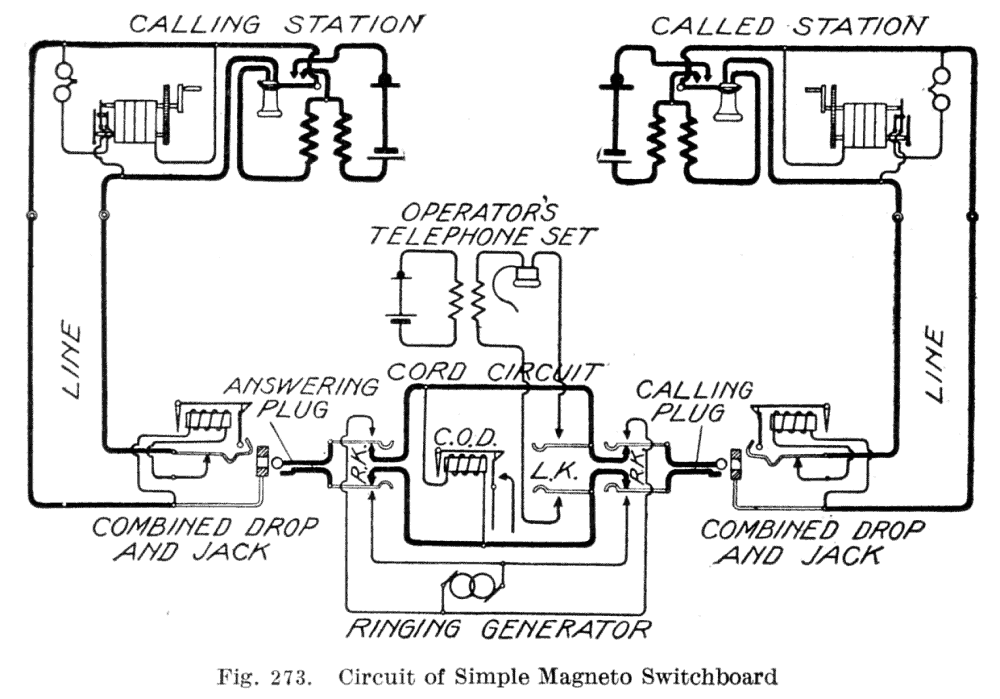 CALLING STATION
CALLED STATION
OPERATOR'S
TELEPHONE SET
LINE
LINE
CORD CIRCUIT
ANSWERING
PLUG
CALLING
PLUG
R.K.
C.O.D.
L.K.
R.K.
COMBINED DROP
AND JACK
COMBINED DROP
AND JACK
RINGING GENERATOR
Fig. 273. Circuit of Simple Magneto Switchboard